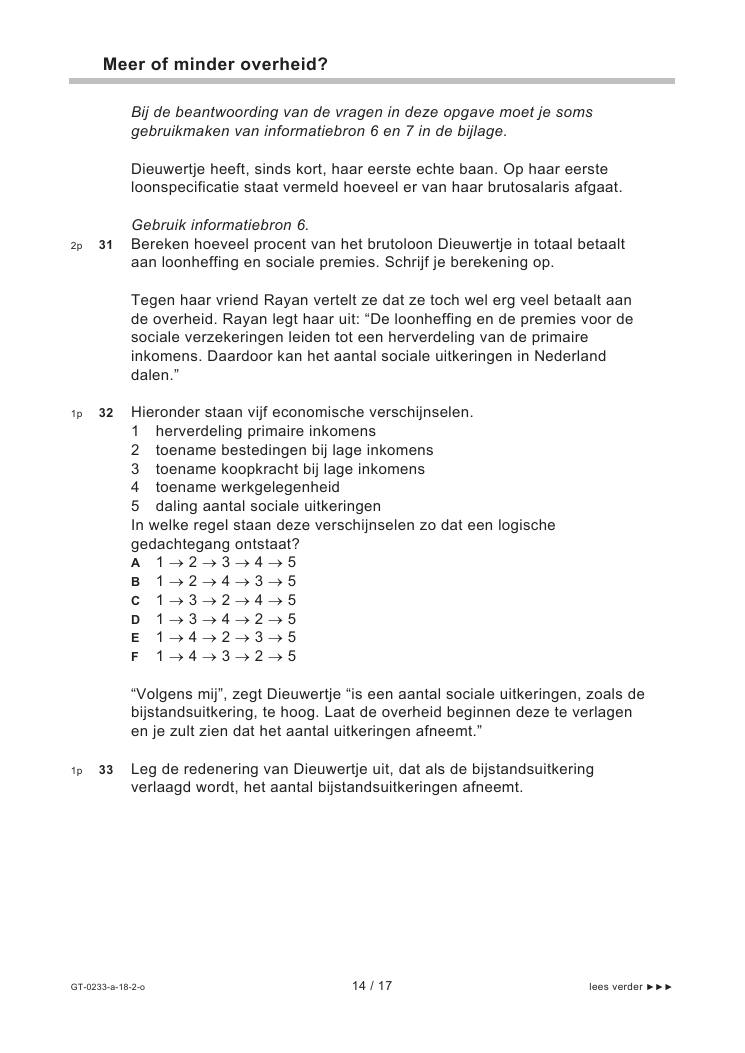 Meer of minder overheid?
Bij de beantwoording van de vragen in deze opgave moet je soms
gebruikmaken van informatiebron 6 en 7 in de bijlage.
Dieuwertje heeft, sinds kort, haar eerste echte baan. Op haar eerste
loonspecificatie staat vermeld hoeveel er van haar brutosalaris afgaat.
Gebruik informatiebron 6.
2p 31 Bereken hoeveel procent van het brutoloon Dieuwertje in totaal betaalt
aan loonheffing en sociale premies. Schrijf je berekening op.
Tegen haar vriend Rayan vertelt ze dat ze toch wel erg veel betaalt aan
de overheid. Rayan legt haar uit: “De loonheffing en de premies voor de
sociale verzekeringen leiden tot een herverdeling van de primaire
inkomens. Daardoor kan het aantal sociale uitkeringen in Nederland
dalen.”
1p 32 Hieronder staan vijf economische verschijnselen.
1 herverdeling primaire inkomens
2 toename bestedingen bij lage inkomens
3 toename koopkracht bij lage inkomens
4 toename werkgelegenheid
5 daling aantal sociale uitkeringen
In welke regel staan deze verschijnselen zo dat een logische
gedachtegang ontstaat?
A 1 → 2 → 3 → 4 → 5
B 1 → 2 → 4 → 3 → 5
C 1 → 3 → 2 → 4 → 5
D 1 → 3 → 4 → 2 → 5
E 1 → 4 → 2 → 3 → 5
F 1 → 4 → 3 → 2 → 5
“Volgens mij”, zegt Dieuwertje “is een aantal sociale uitkeringen, zoals de
bijstandsuitkering, te hoog. Laat de overheid beginnen deze te verlagen
en je zult zien dat het aantal uitkeringen afneemt.”
1p 33 Leg de redenering van Dieuwertje uit, dat als de bijstandsuitkering
verlaagd wordt, het aantal bijstandsuitkeringen afneemt.
GT-0233-a-18-2-o 14 / 17 lees verder ►►►